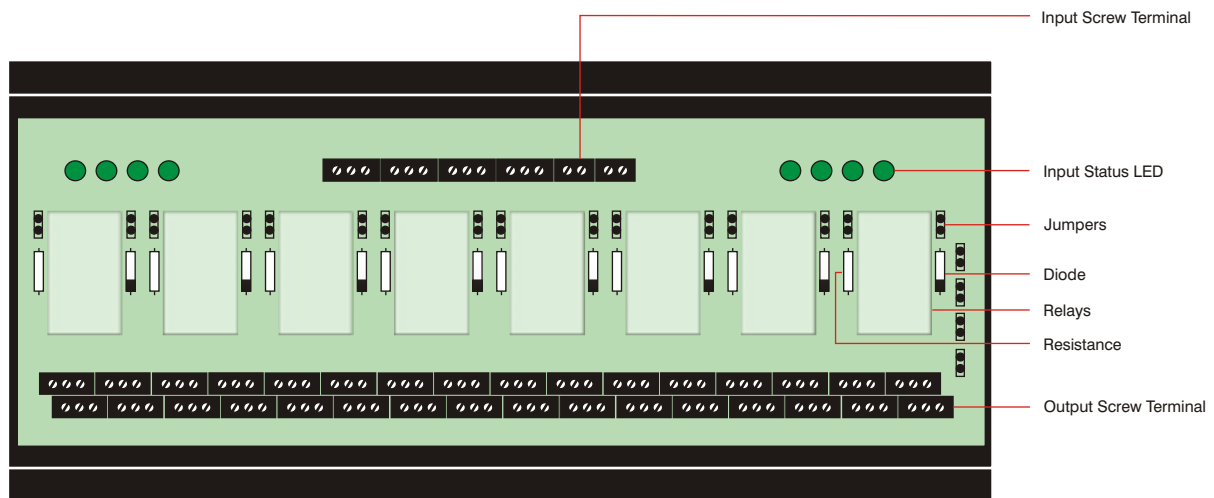 Input Screw Terminal
Input Status LED
Jumpers
Diode
Relays
Resistance
Output Screw Terminal